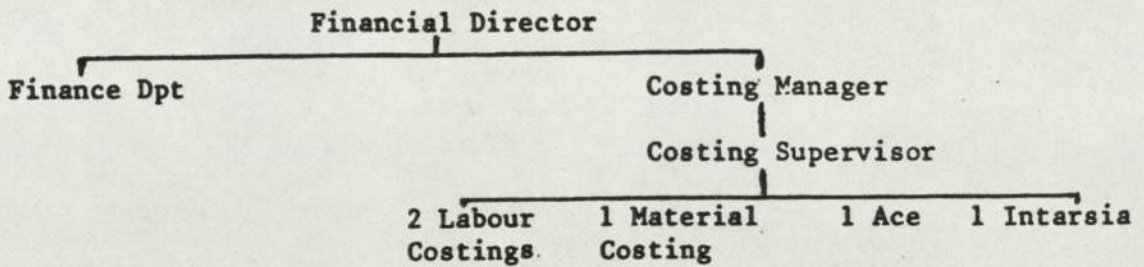 Financial Director
Finance Dpt
Costing Manager
Costing Supervisor
2 Labour Costings.
1 Material Costing
1 Ace
1 Intarsia